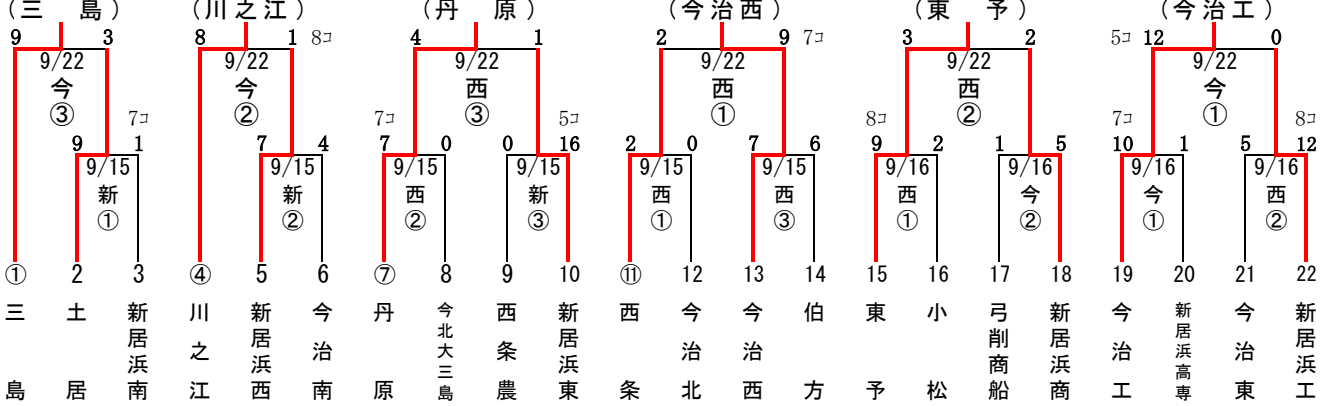 (三 島) (川之江) (丹 原) (今治西) (東 予) (今治工)
9 3 8 1 8コ 4 1 2 9 7コ 3 2 5コ 12 0
9/22 9/22 9/22 9/22 9/22 9/22
今 今 西 西 西 今
③ ② ③ ① ② ①
7コ 7コ 5コ 8コ 7コ 8コ
9 1 7 4 7 0 0 16 2 0 7 6 9 2 1 5 10 1 5 12
9/15 9/15 9/15 9/15 9/15 9/15 9/16 9/16 9/16 9/16
新 新 西 新 西 西 西 今 今 西
① ② ② ③ ① ③ ① ② ① ②
① 2 3 ④ 5 6 ⑦ 8 9 10 ⑪ 12 13 14 15 16 17 18 19 20 21 22
三島
土居
新居浜南
川之江
新居浜西
今治南
丹原
今北大三島
西条農
新居浜東
西条
今治北
今治西
伯方
東予
小松
弓削商船
新居浜商
今治工
新居浜高専
今治東
新居浜工